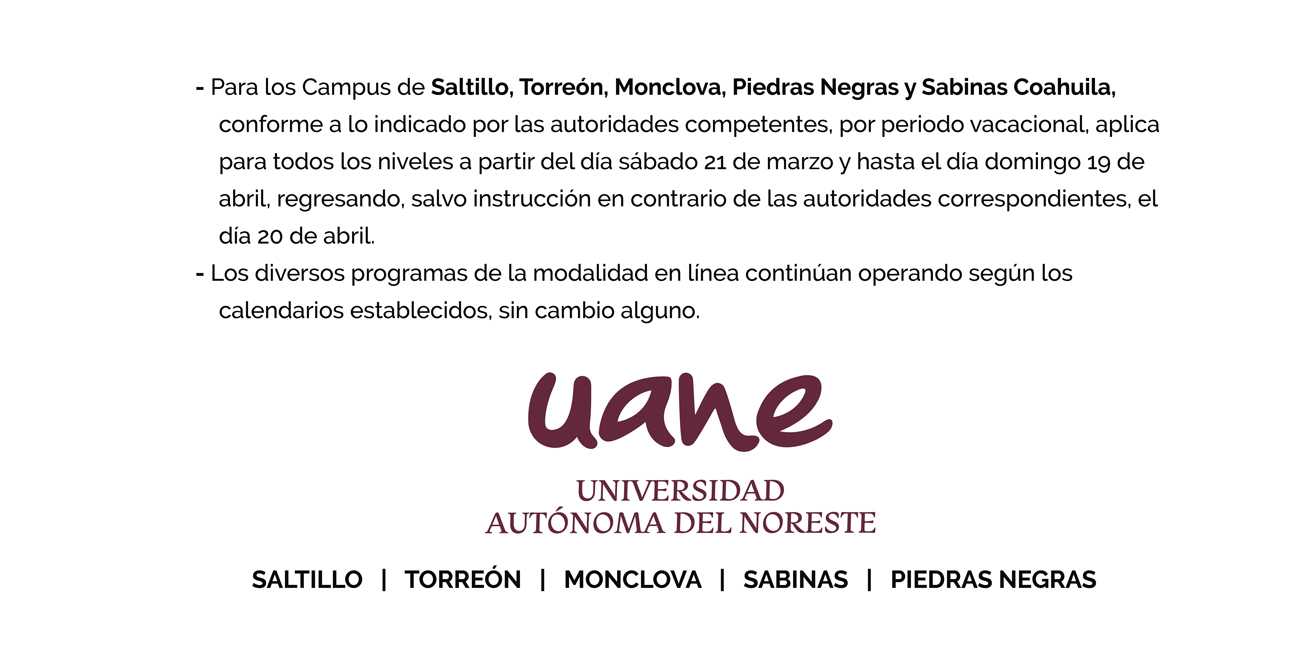 - Para los Campus de Saltillo, Torreón, Monclova, Piedras Negras y Sabinas Coahuila,
conforme a lo indicado por las autoridades competentes, por periodo vacacional, aplica
para todos los niveles a partir del día sábado 21 de marzo y hasta el día domingo 19 de
abril, regresando, salvo instrucción en contrario de las autoridades correspondientes, el
día 20 de abril.
- Los diversos programas de la modalidad en línea continúan operando según los
calendarios establecidos, sin cambio alguno.
uane
UNIVERSIDAD
AUTÓNOMA DEL NORESTE
SALTILLO | TORREÓN | MONCLOVA | SABINAS | PIEDRAS NEGRAS